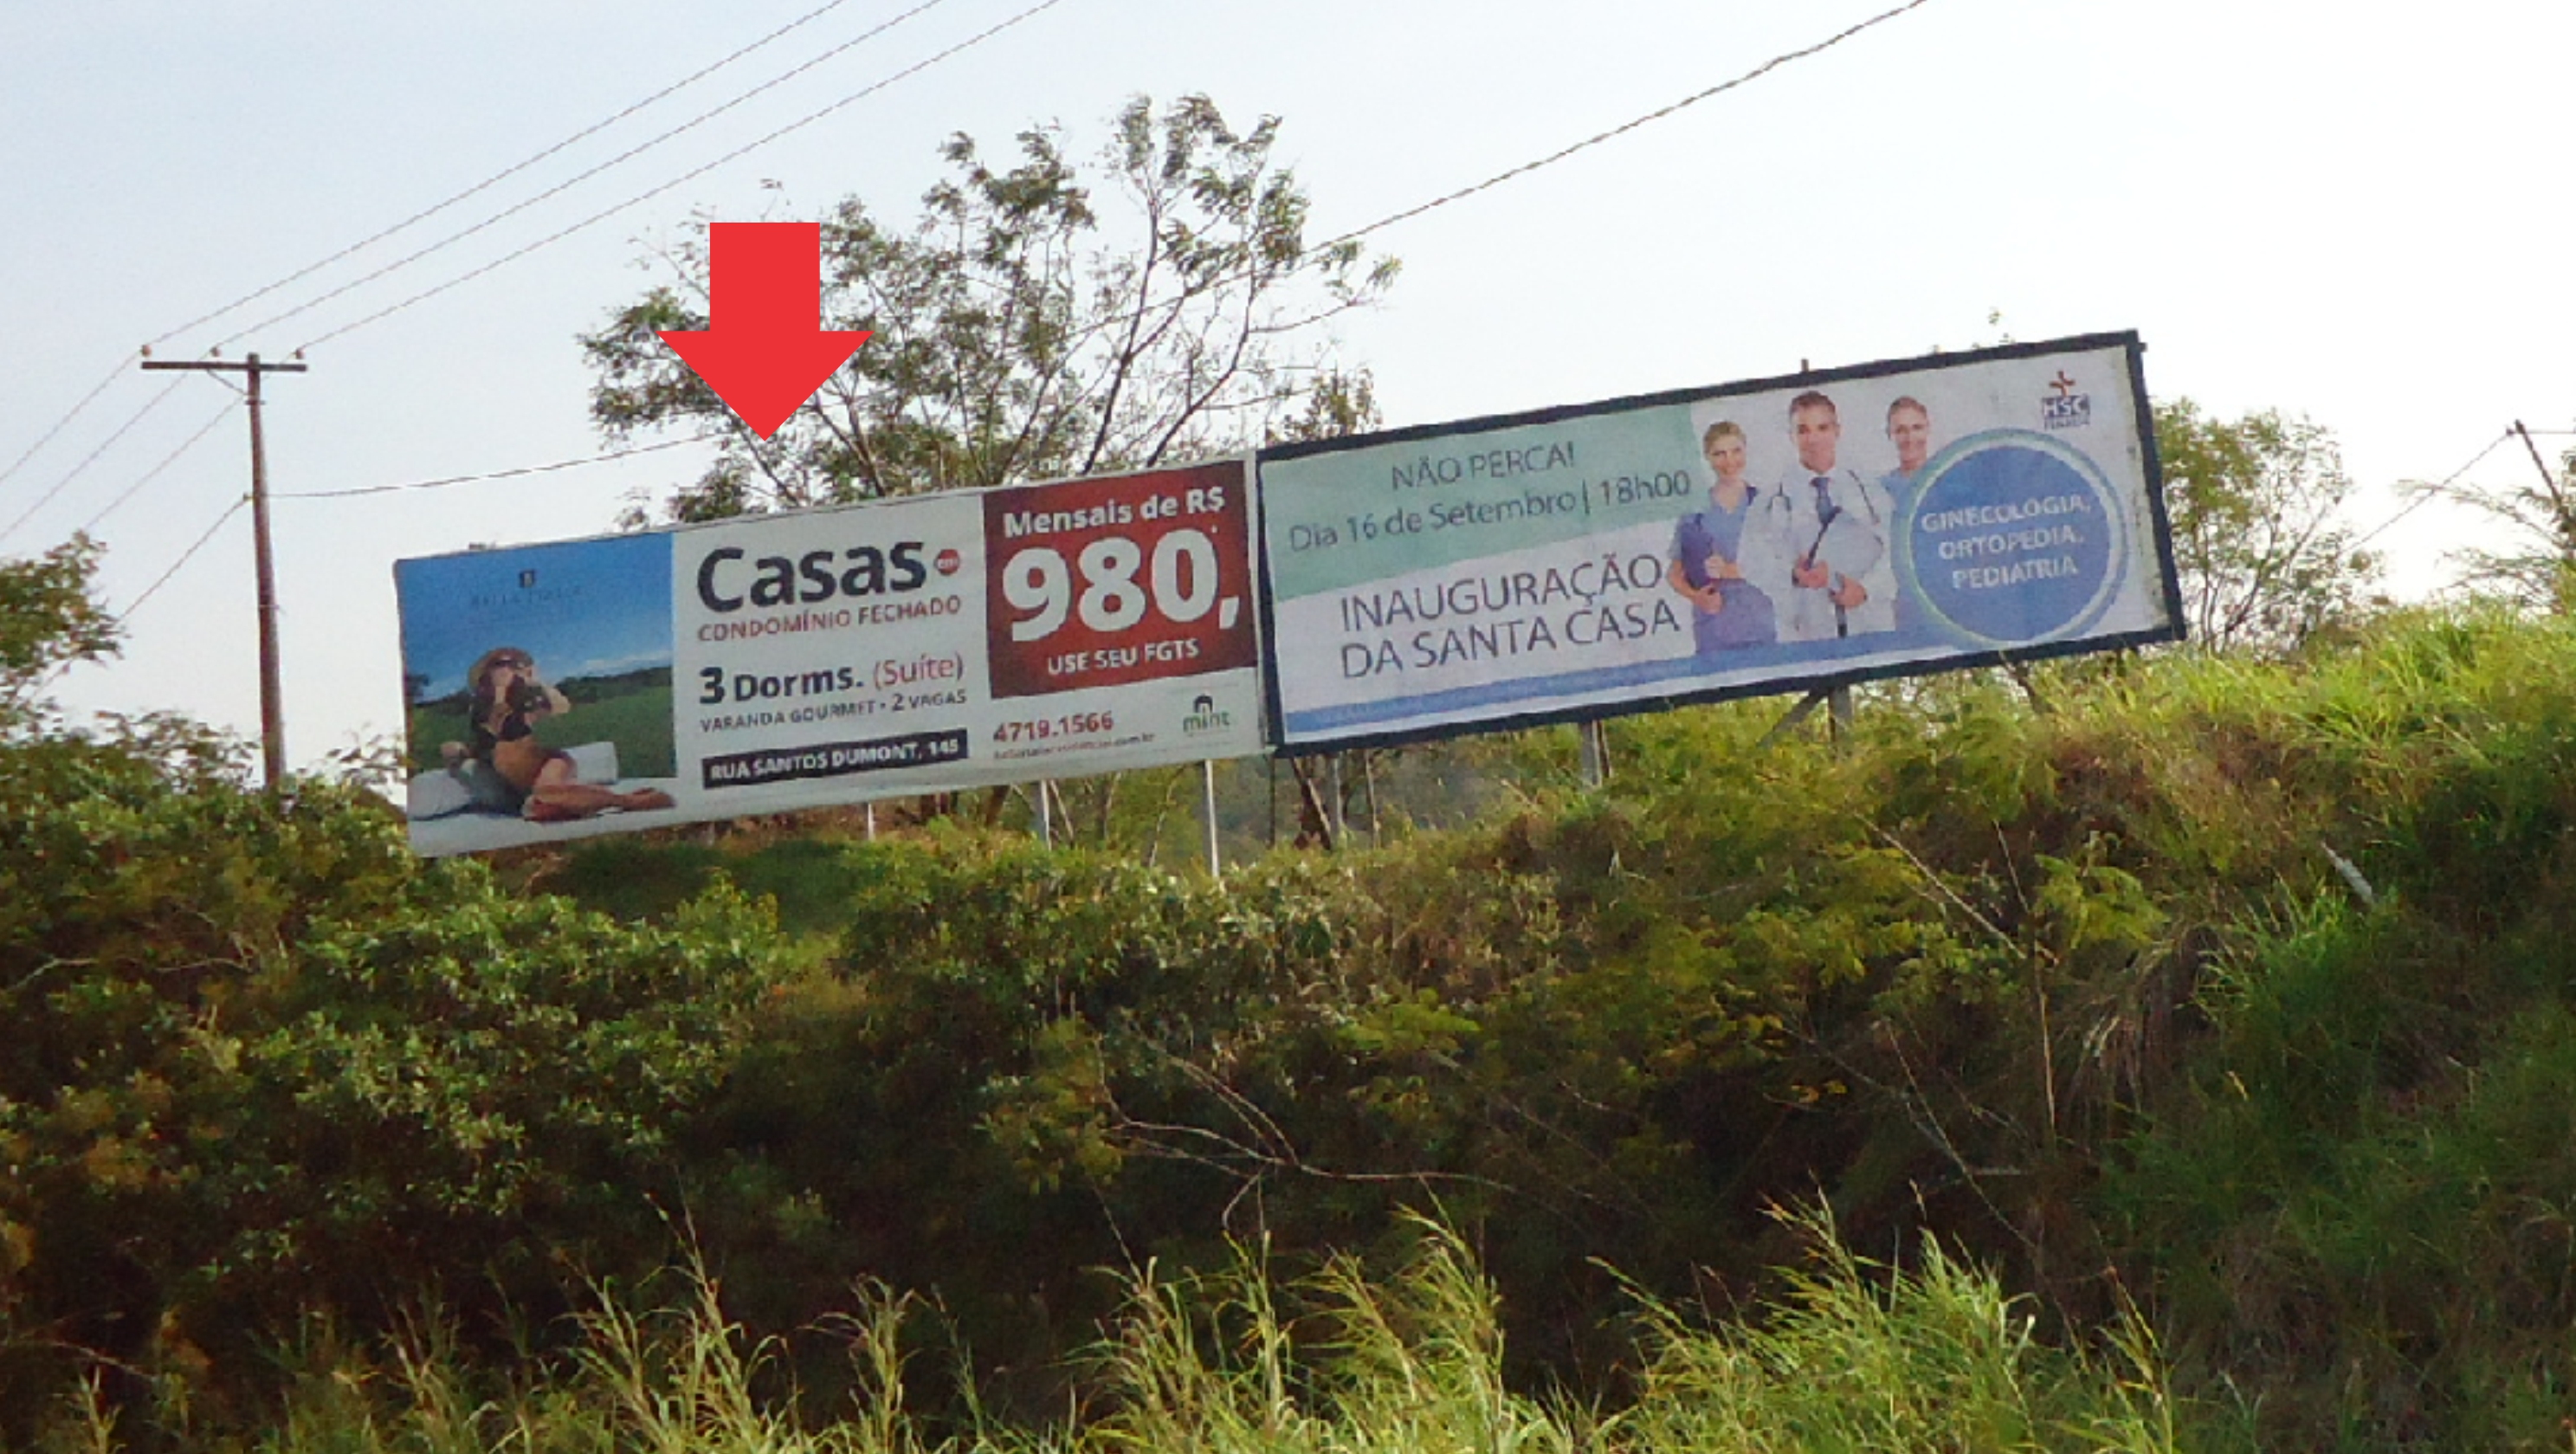 Casas em
CONDOMÍNIO FECHADO
3 Dorms. (Suíte)
VARANDA GOURMET • 2 VAGAS
RUA SANTOS DUMONT, 145
Mensais de R$
980,*
USE SEU FGTS
4719.1566
mint
NÃO PERCA!
Dia 16 de Setembro | 18h00
INAUGURAÇÃO
DA SANTA CASA
HSC
GINECOLOGIA,
ORTOPEDIA,
PEDIATRIA